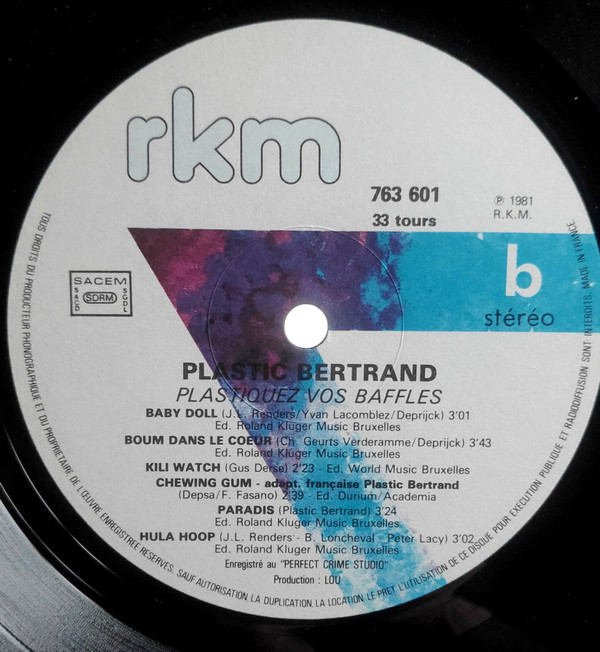 rkm
763 601
33 tours
℗ 1981
R.K.M.
SACEM
SACD
SDRM
SGDL
b
stéréo
PLASTIC BERTRAND
PLASTIQUEZ VOS BAFFLES
BABY DOLL (J.L. Renders/Yvan Lacomblez/Deprijck) 3'01
Ed. Roland Kluger Music Bruxelles
BOUM DANS LE COEUR (Ch. Geurts Verderamme/Deprijck) 3'43
Ed. Roland Kluger Music Bruxelles
KILI WATCH (Gus Derse) 2'23 - Ed. World Music Bruxelles
CHEWING GUM - adapt. française Plastic Bertrand
(Depsa/F. Fasano) 2'39 - Ed. Durium/Academia
PARADIS (Plastic Bertrand) 3'24
Ed. Roland Kluger Music Bruxelles
HULA HOOP (J.L. Renders - B. Loncheval - Peter Lacy) 3'02
Ed. Roland Kluger Music Bruxelles
Enregistré au "PERFECT CRIME STUDIO"
Production : LOU
TOUS DROITS DU PRODUCTEUR PHONOGRAPHIQUE ET DU PROPRIETAIRE DE L'ŒUVRE ENREGISTREE RESERVES. SAUF AUTORISATION LA DUPLICATION, LA LOCATION, LE PRET, L'UTILISATION DE CE DISQUE POUR EXECUTION PUBLIQUE ET RADIODIFFUSION SONT INTERDITS. MADE IN FRANCE.